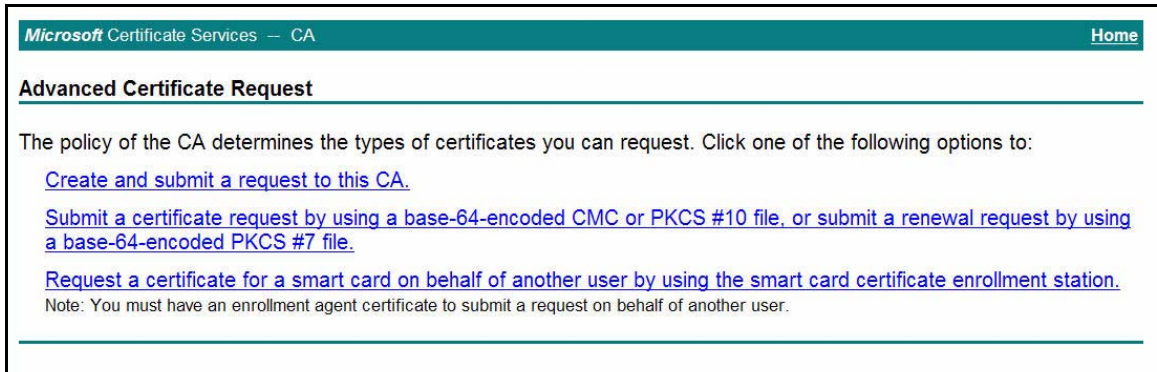 Microsoft Certificate Services -- CA Home
Advanced Certificate Request
The policy of the CA determines the types of certificates you can request. Click one of the following options to:
Create and submit a request to this CA.
Submit a certificate request by using a base-64-encoded CMC or PKCS #10 file, or submit a renewal request by using
a base-64-encoded PKCS #7 file.
Request a certificate for a smart card on behalf of another user by using the smart card certificate enrollment station.
Note: You must have an enrollment agent certificate to submit a request on behalf of another user.